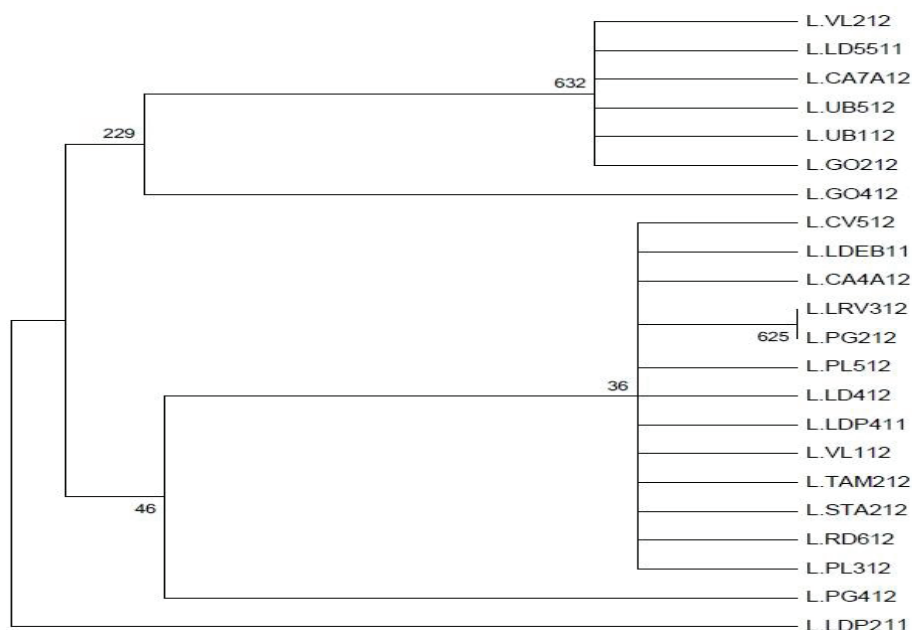 L.VL212
L.LD5511
L.CA7A12
632
L.UB512
L.UB112
229
L.GO212
L.GO412
L.CV512
L.LDEB11
L.CA4A12
L.LRV312
625
L.PG212
L.PL512
36
L.LD412
L.LDP411
L.VL112
L.TAM212
46
L.STA212
L.RD612
L.PL312
L.PG412
L.LDP211